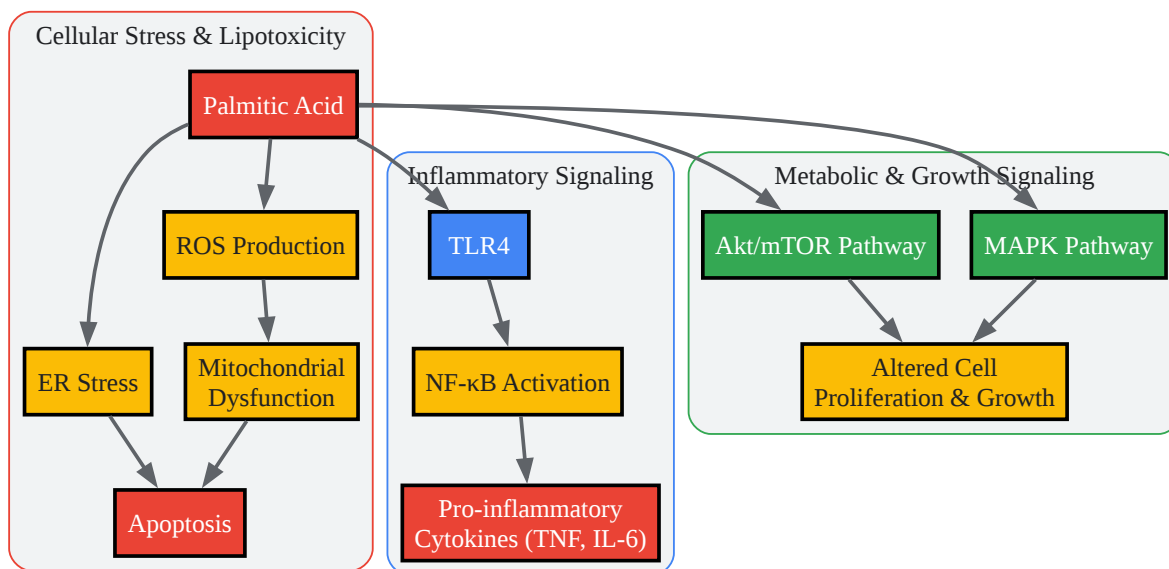 Cellular Stress & Lipotoxicity
Palmitic Acid
ROS Production
ER Stress
Mitochondrial
Dysfunction
Apoptosis
Inflammatory Signaling
TLR4
NF-κB Activation
Pro-inflammatory
Cytokines (TNF, IL-6)
Metabolic & Growth Signaling
Akt/mTOR Pathway
MAPK Pathway
Altered Cell
Proliferation & Growth